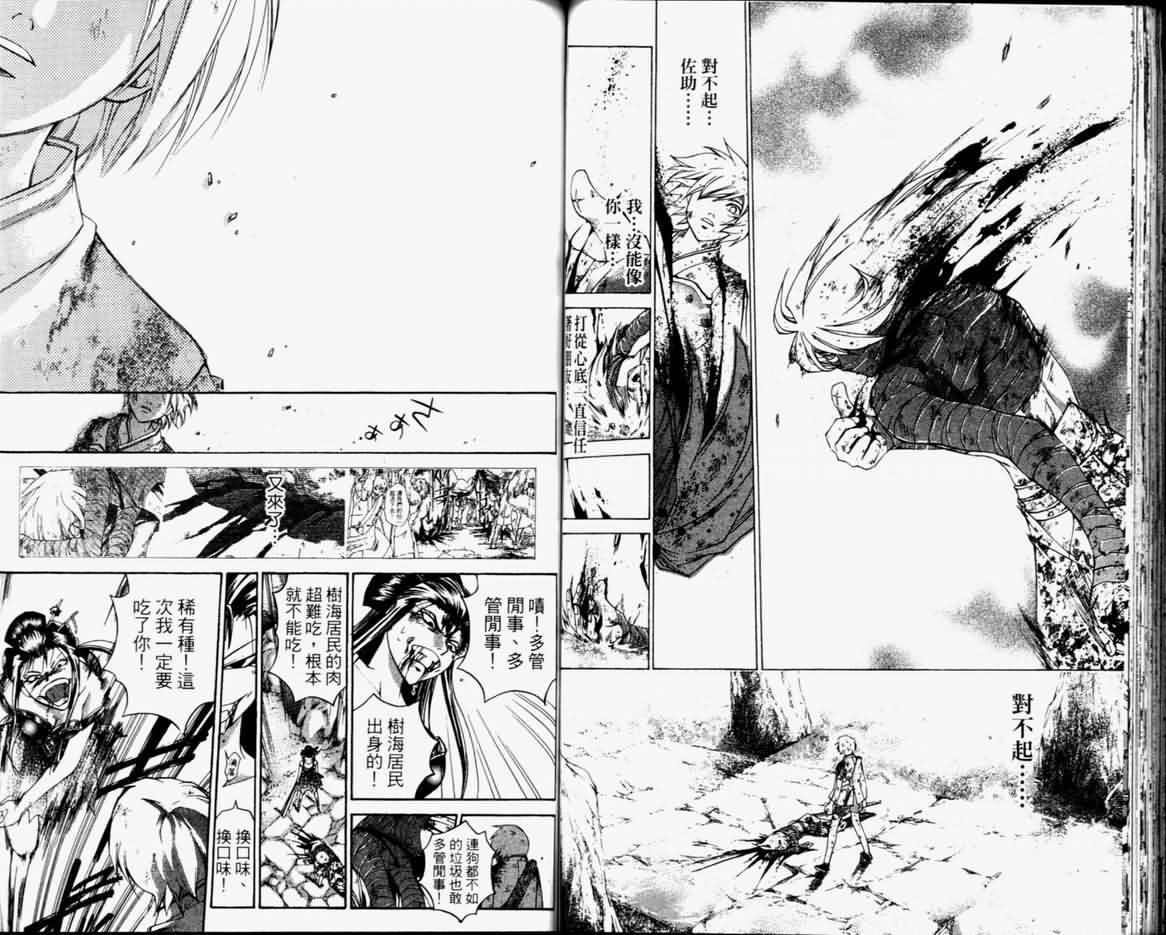 對不起…
佐助……
我…沒能像
你一樣…
打從心底一直信任
對不起……
ざあぁ…
又來了…
嘖！多管
閒事、多
管閒事！
樹海居民
出身的！
樹海居民的肉
超難吃，根本
就不能吃！
稀有種！這
次我一定要
吃了你！
連狗都不如
的垃圾也敢
多管閒事！
換口味、
換口味！